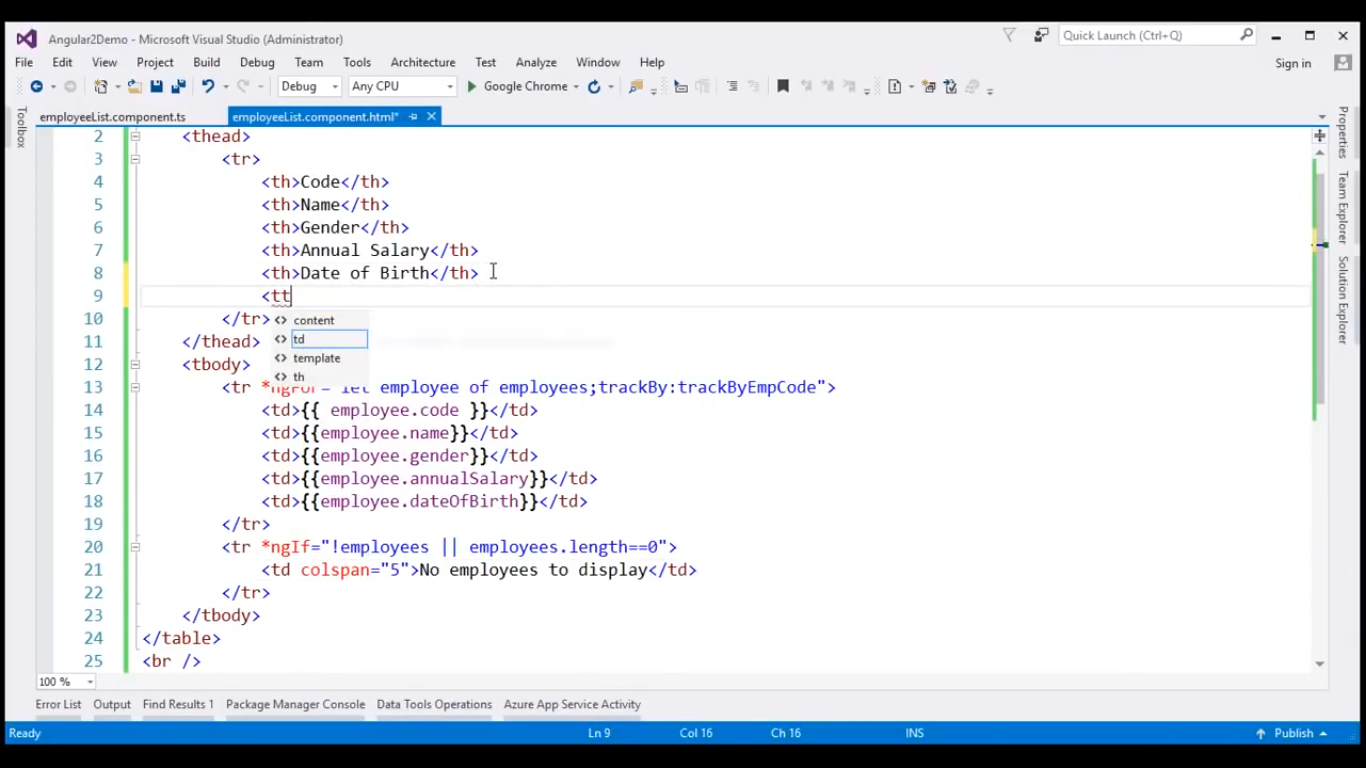 Angular2Demo - Microsoft Visual Studio (Administrator)
Quick Launch (Ctrl+Q)
File Edit View Project Build Debug Team Tools Architecture Test Analyze Window Help
Sign in
Debug Any CPU Google Chrome
Toolbox
employeeList.component.ts employeeList.component.html*
2 <thead>
3 <tr>
4 <th>Code</th>
5 <th>Name</th>
6 <th>Gender</th>
7 <th>Annual Salary</th>
8 <th>Date of Birth</th>
9 <tt
10 </tr>
content
11 </thead>
td
template
12 <tbody>
th
13 <tr *ngFor="let employee of employees;trackBy:trackByEmpCode">
14 <td>{{ employee.code }}</td>
15 <td>{{employee.name}}</td>
16 <td>{{employee.gender}}</td>
17 <td>{{employee.annualSalary}}</td>
18 <td>{{employee.dateOfBirth}}</td>
19 </tr>
20 <tr *ngIf="!employees || employees.length==0">
21 <td colspan="5">No employees to display</td>
22 </tr>
23 </tbody>
24 </table>
25 <br />
Properties
Team Explorer
Solution Explorer
100 %
Error List Output Find Results 1 Package Manager Console Data Tools Operations Azure App Service Activity
Ready Ln 9 Col 16 Ch 16 INS Publish